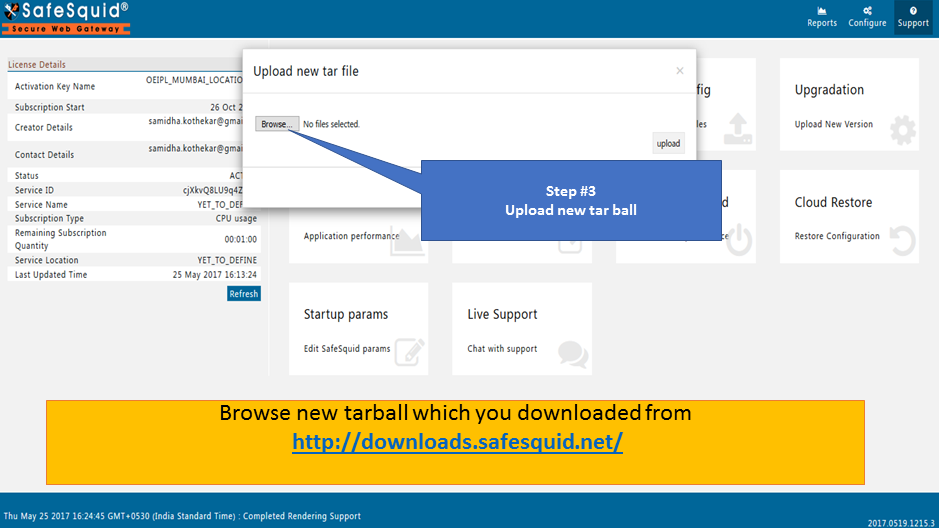 SafeSquid®
Secure Web Gateway
Reports
Configure
Support
License Details
Activation Key Name OEIPL_MUMBAI_LOCATIO
Subscription Start 26 Oct 2
Creator Details samidha.kothekar@gma
Contact Details samidha.kothekar@gma
Status ACT
Service ID cjXkvQ8LU9q4Z
Service Name YET_TO_DEF
Subscription Type CPU usage
Remaining Subscription
Quantity 00:01:00
Service Location YET_TO_DEFINE
Last Updated Time 25 May 2017 16:13:24
Refresh
Upload new tar file
×
Browse... No files selected.
upload
Step #3
Upload new tar ball
Upgradation
Upload New Version
Application performance
Cloud Restore
Restore Configuration
Startup params
Edit SafeSquid params
Live Support
Chat with support
Browse new tarball which you downloaded from
http://downloads.safesquid.net/
Thu May 25 2017 16:24:45 GMT+0530 (India Standard Time) : Completed Rendering Support
2017.0519.1215.3